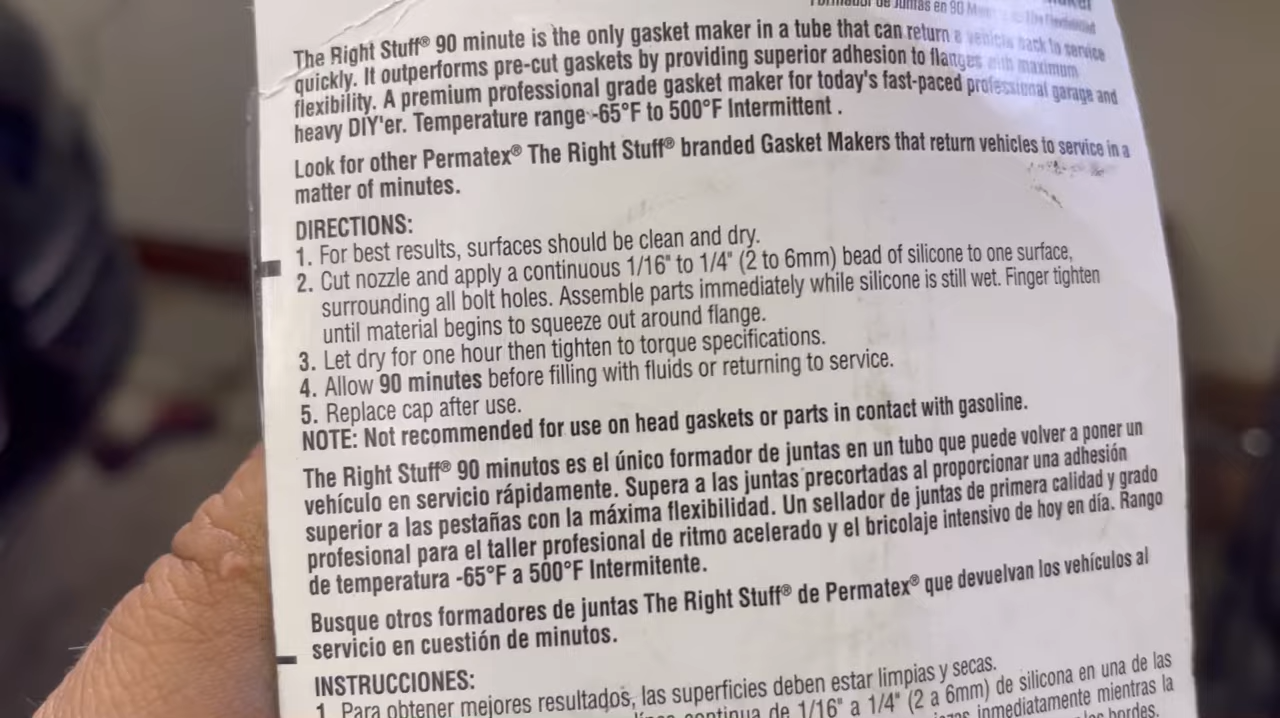 Formador de Juntas en 90
The Right Stuff® 90 minute is the only gasket maker in a tube that can return a vehicle back to service
quickly. It outperforms pre-cut gaskets by providing superior adhesion to flanges with maximum
flexibility. A premium professional grade gasket maker for today's fast-paced professional garage and
heavy DIY'er. Temperature range -65°F to 500°F Intermittent .
Look for other Permatex® The Right Stuff® branded Gasket Makers that return vehicles to service in a
matter of minutes.
DIRECTIONS:
1. For best results, surfaces should be clean and dry.
2. Cut nozzle and apply a continuous 1/16" to 1/4" (2 to 6mm) bead of silicone to one surface,
surrounding all bolt holes. Assemble parts immediately while silicone is still wet. Finger tighten
until material begins to squeeze out around flange.
3. Let dry for one hour then tighten to torque specifications.
4. Allow 90 minutes before filling with fluids or returning to service.
5. Replace cap after use.
NOTE: Not recommended for use on head gaskets or parts in contact with gasoline.
The Right Stuff® 90 minutos es el único formador de juntas en un tubo que puede volver a poner un
vehículo en servicio rápidamente. Supera a las juntas precortadas al proporcionar una adhesión
superior a las pestañas con la máxima flexibilidad. Un sellador de juntas de primera calidad y grado
profesional para el taller profesional de ritmo acelerado y el bricolaje intensivo de hoy en día. Rango
de temperatura -65°F a 500°F Intermitente.
Busque otros formadores de juntas The Right Stuff® de Permatex® que devuelvan los vehículos al
servicio en cuestión de minutos.
INSTRUCCIONES:
1. Para obtener mejores resultados, las superficies deben estar limpias y secas.
continua de 1/16" a 1/4" (2 a 6mm) de silicona en una de las
inmediatamente mientras la
bordes.